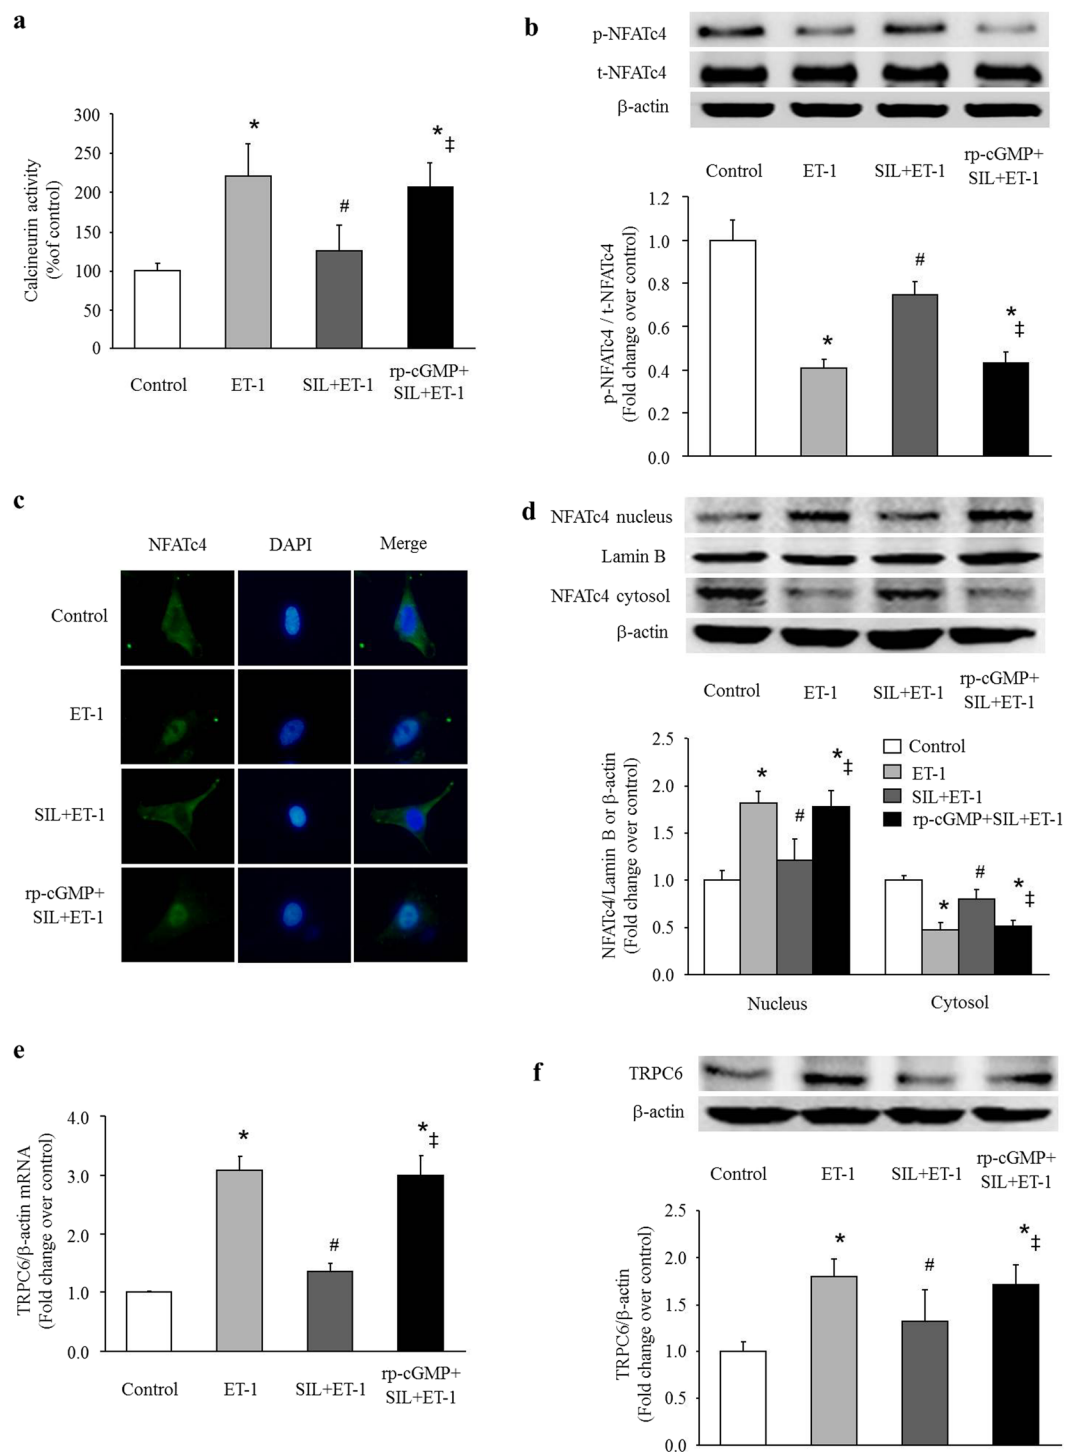 a
300
250
200
150
100
50
0
Calcineurin activity
(%of control)
*
#
*
‡
Control
ET-1
SIL+ET-1
rp-cGMP+
SIL+ET-1
b
p-NFATc4
t-NFATc4
β-actin
Control
ET-1
SIL+ET-1
rp-cGMP+
SIL+ET-1
1.2
1.0
0.8
0.6
0.4
0.2
0.0
p-NFATc4 / t-NFATc4
(Fold change over control)
*
#
*
‡
c
NFATc4
DAPI
Merge
Control
ET-1
SIL+ET-1
rp-cGMP+
SIL+ET-1
d
NFATc4 nucleus
Lamin B
NFATc4 cytosol
β-actin
Control
ET-1
SIL+ET-1
rp-cGMP+
SIL+ET-1
2.5
2.0
1.5
1.0
0.5
0.0
NFATc4/Lamin B or β-actin
(Fold change over control)
*
#
*
‡
*
#
*
‡
Control
ET-1
SIL+ET-1
rp-cGMP+SIL+ET-1
Nucleus
Cytosol
e
4.0
3.0
2.0
1.0
0.0
TRPC6/β-actin mRNA
(Fold change over control)
*
#
*
‡
Control
ET-1
SIL+ET-1
rp-cGMP+
SIL+ET-1
f
TRPC6
β-actin
Control
ET-1
SIL+ET-1
rp-cGMP+
SIL+ET-1
2.5
2.0
1.5
1.0
0.5
0.0
TRPC6/β-actin
(Fold change over control)
*
#
*
‡